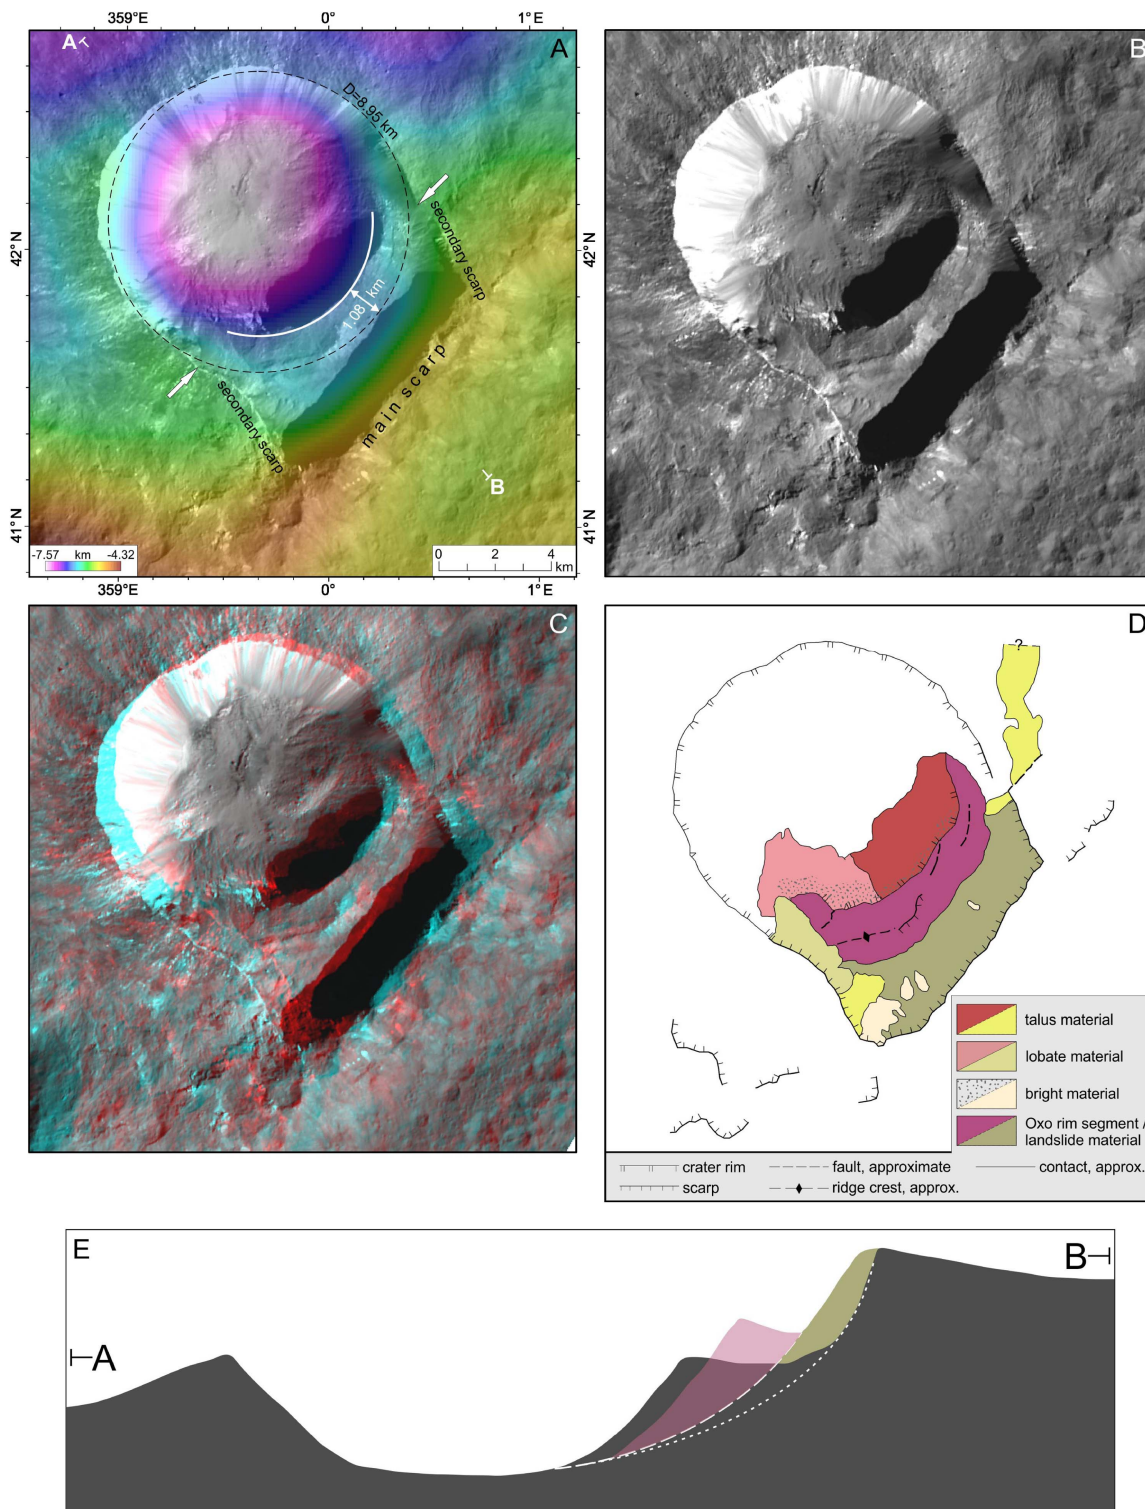 359°E 0° 1° E
A
A
D=8.95 km
secondary scarp
42° N
1.08 km
secondary scarp
main scarp
B
41° N
-7.57 km -4.32
0 2 4
km
359°E 0° 1° E
B
42° N
41° N
C
D
?
talus material
lobate material
bright material
Oxo rim segment /
landslide material
crater rim
fault, approximate
contact, approx.
scarp
ridge crest, approx.
E
A
B